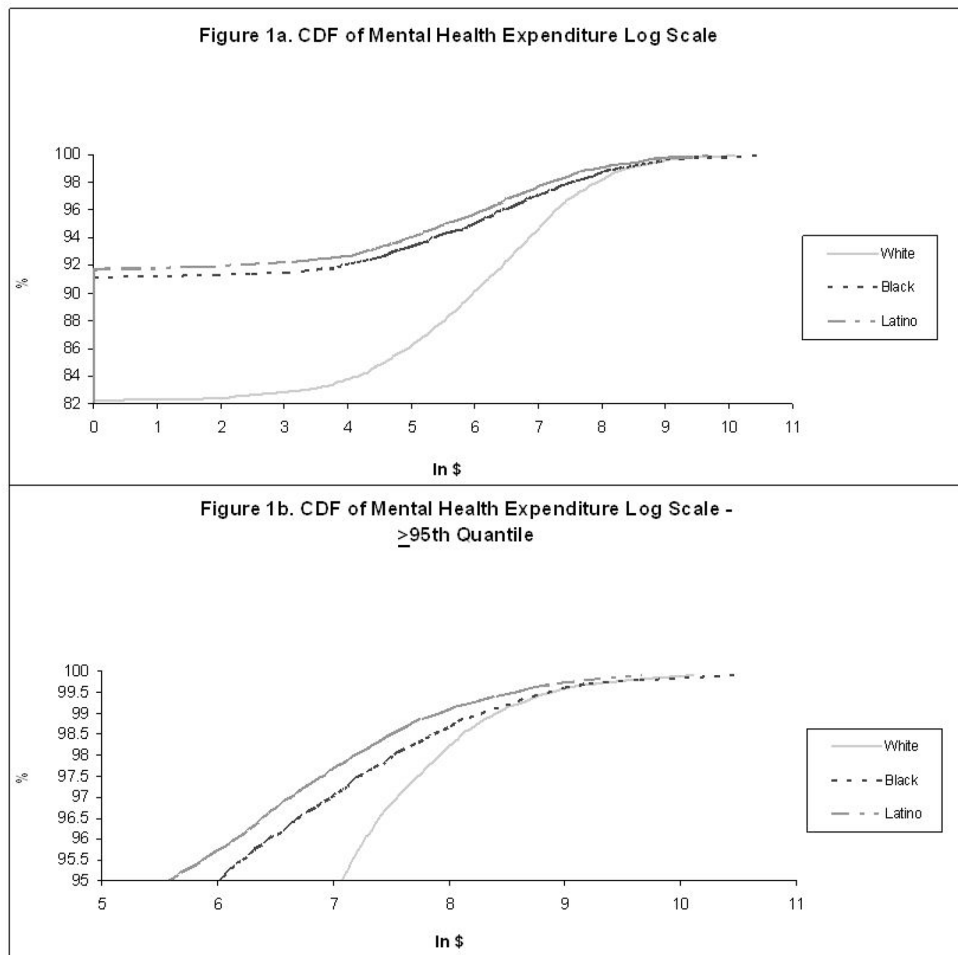 Figure 1a. CDF of Mental Health Expenditure Log Scale
100
98
96
94
92
90
88
86
84
82
%
0 1 2 3 4 5 6 7 8 9 10 11
ln $
White
Black
Latino
Figure 1b. CDF of Mental Health Expenditure Log Scale -
≥95th Quantile
100
99.5
99
98.5
98
97.5
97
96.5
96
95.5
95
%
5 6 7 8 9 10 11
ln $
White
Black
Latino